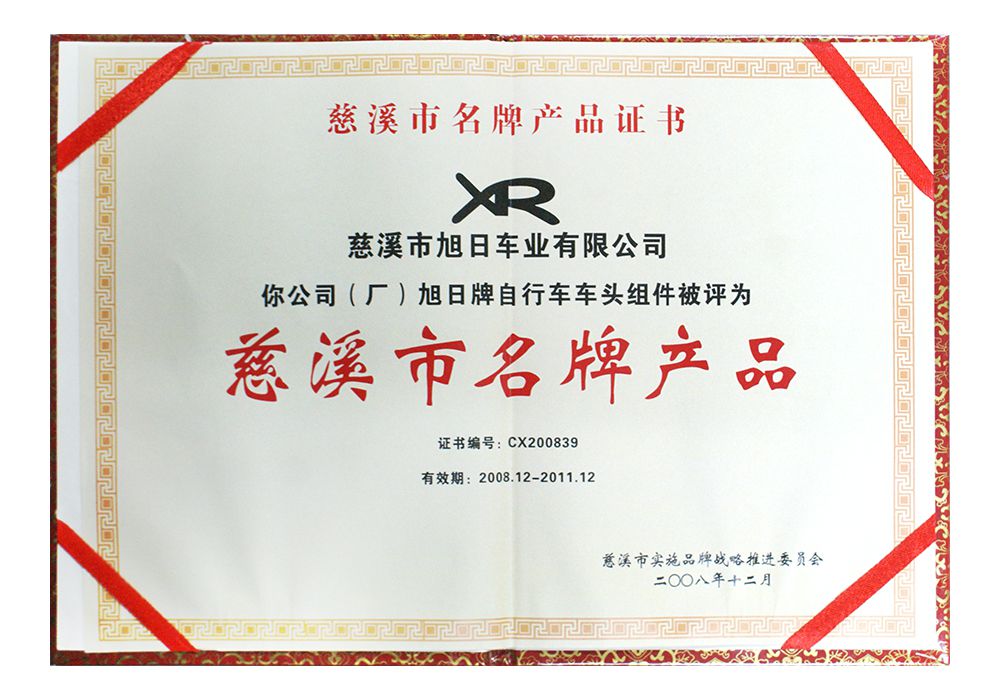 慈溪市名牌产品证书
XR
慈溪市旭日车业有限公司
你公司（厂）旭日牌自行车车头组件被评为
慈溪市名牌产品
证书编号：CX200839
有效期：2008.12-2011.12
慈溪市实施品牌战略推进委员会
二〇〇八年十二月